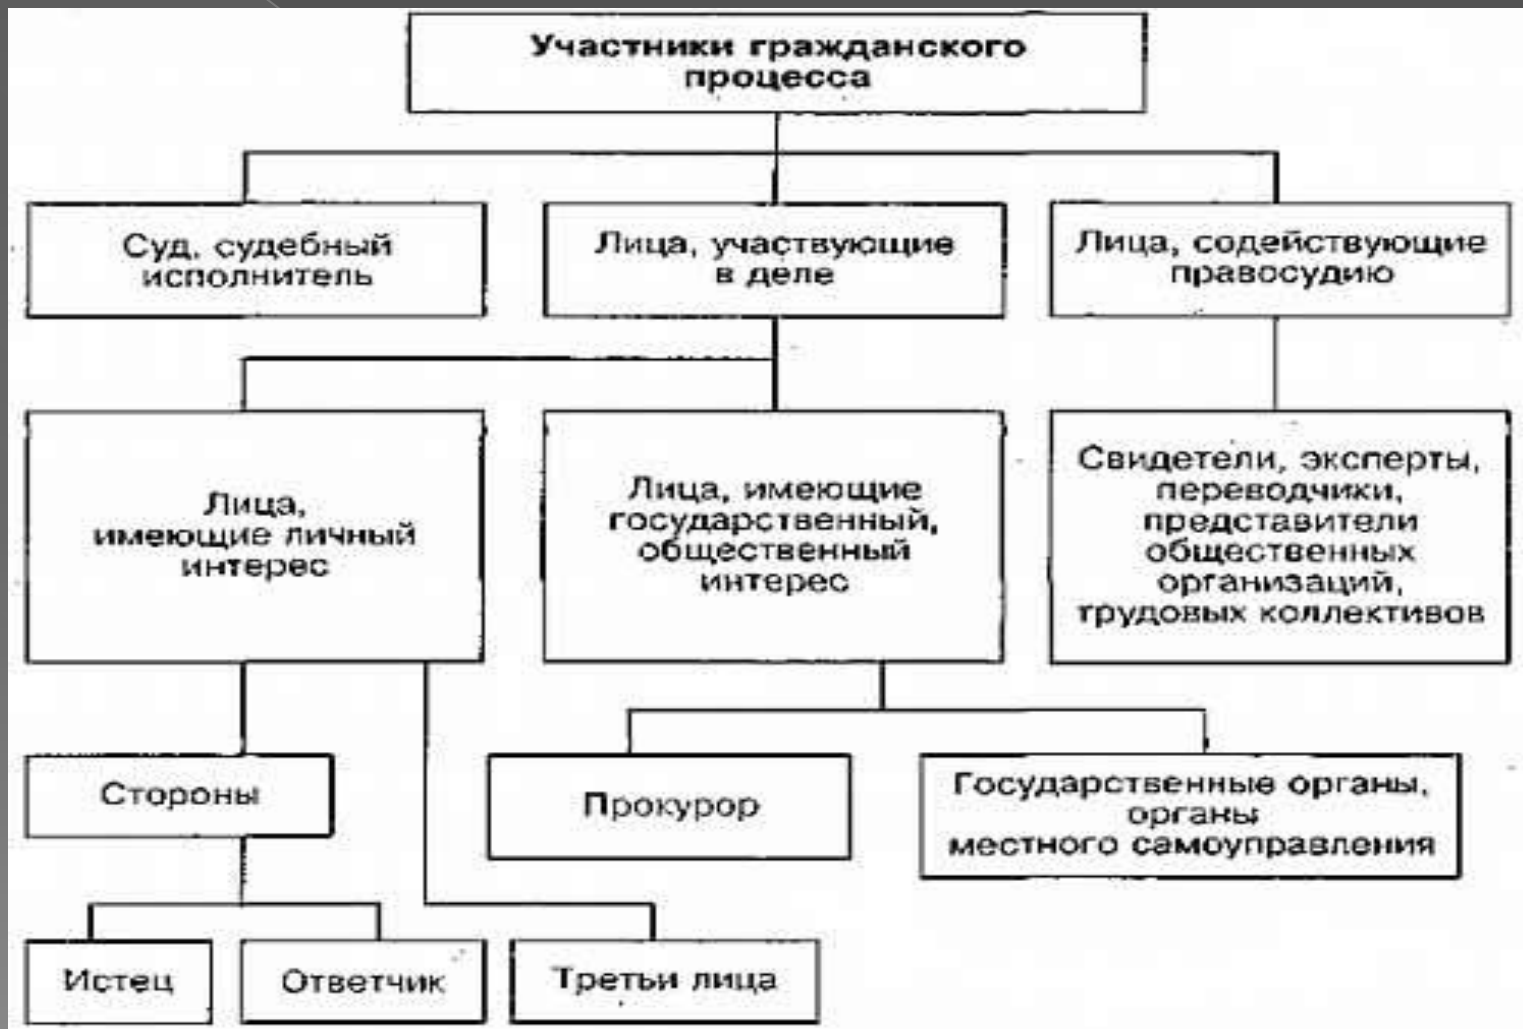 Участники гражданского
процесса
Суд, судебный
исполнитель
Лица, участвующие
в деле
Лица, содействующие
правосудию
Лица,
имеющие личный
интерес
Лица, имеющие
государственный,
общественный
интерес
Свидетели, эксперты,
переводчики,
представители
общественных
организаций,
трудовых коллективов
Стороны
Прокурор
Государственные органы,
органы
местного самоуправления
Истец
Ответчик
Третьи лица